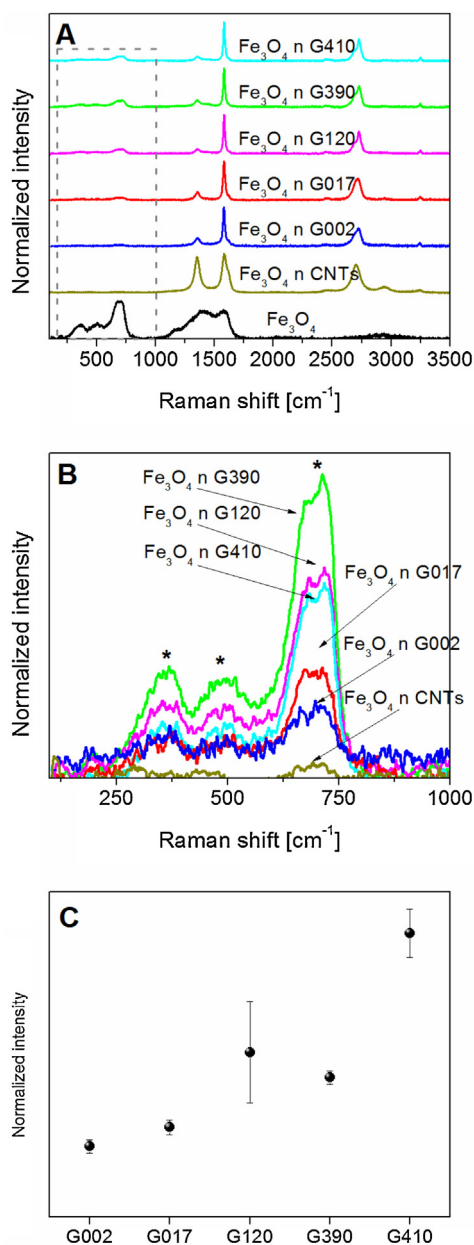 A
Fe₃O₄ n G410
Fe₃O₄ n G390
Fe₃O₄ n G120
Fe₃O₄ n G017
Fe₃O₄ n G002
Fe₃O₄ n CNTs
Fe₃O₄
Normalized intensity
500 1000 1500 2000 2500 3000 3500
Raman shift [cm⁻¹]
B
*
Fe₃O₄ n G390
Fe₃O₄ n G120
Fe₃O₄ n G410
Fe₃O₄ n G017
* *
Fe₃O₄ n G002
Fe₃O₄ n CNTs
Normalized intensity
250 500 750 1000
Raman shift [cm⁻¹]
C
Normalized intensity
G002 G017 G120 G390 G410